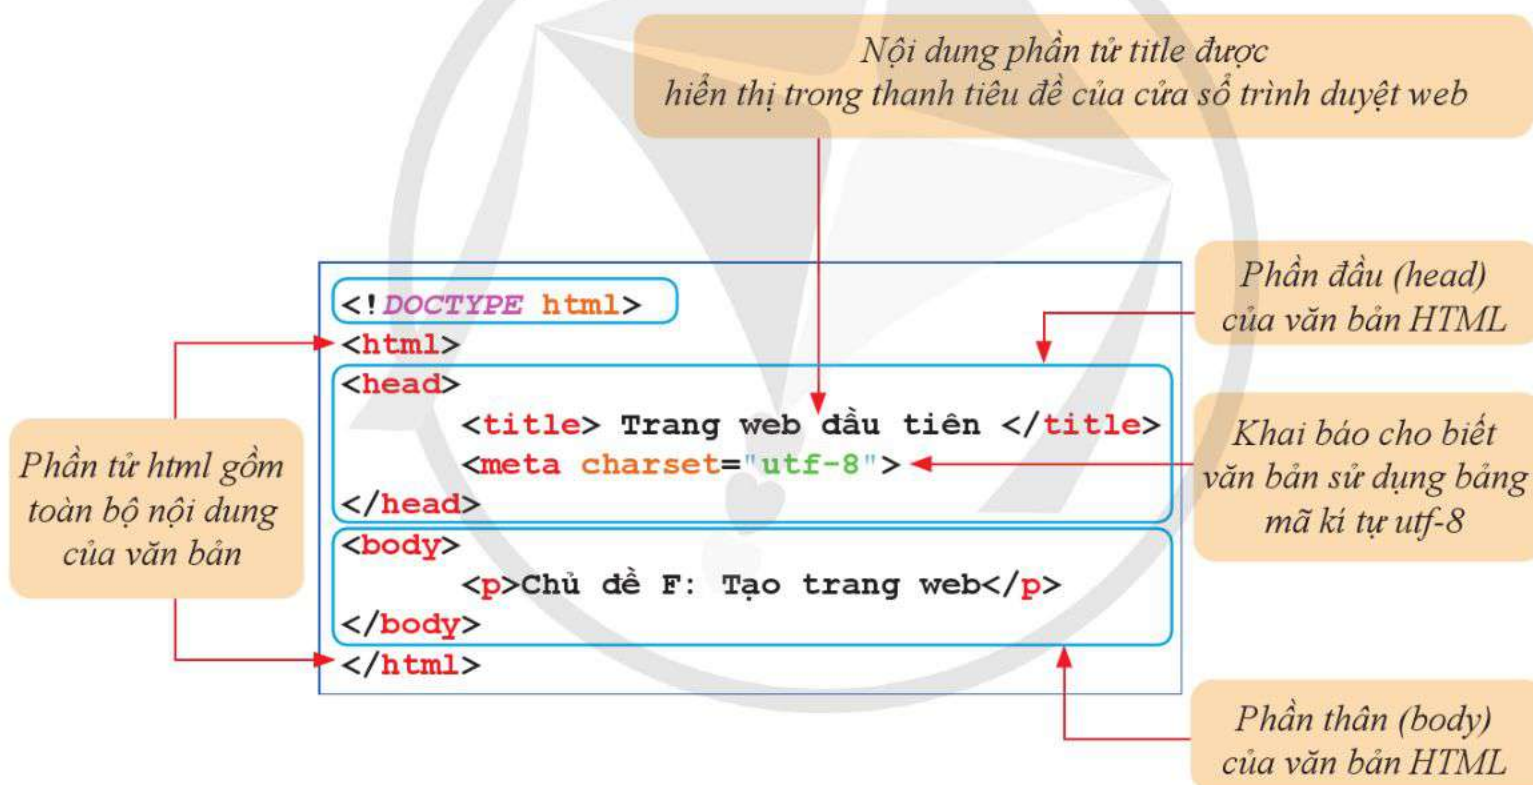 Nội dung phần tử title được
hiển thị trong thanh tiêu đề của cửa sổ trình duyệt web
<!DOCTYPE html>
<html>
<head>
<title> Trang web đầu tiên </title>
<meta charset="utf-8">
</head>
<body>
<p>Chủ đề F: Tạo trang web</p>
</body>
</html>
Phần tử html gồm
toàn bộ nội dung
của văn bản
Phần đầu (head)
của văn bản HTML
Khai báo cho biết
văn bản sử dụng bảng
mã kí tự utf-8
Phần thân (body)
của văn bản HTML